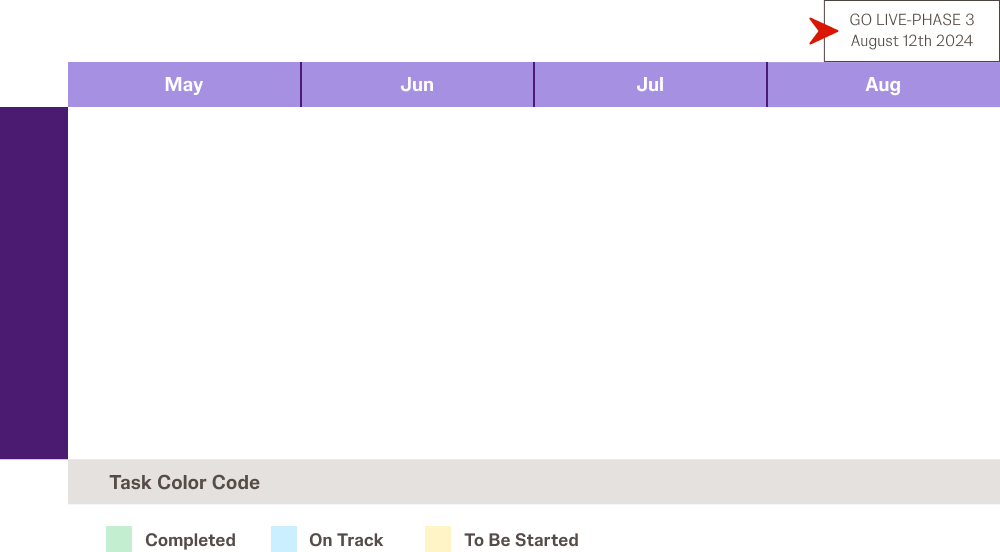 GO LIVE-PHASE 3
August 12th 2024
May Jun Jul Aug
Task Color Code
Completed On Track To Be Started